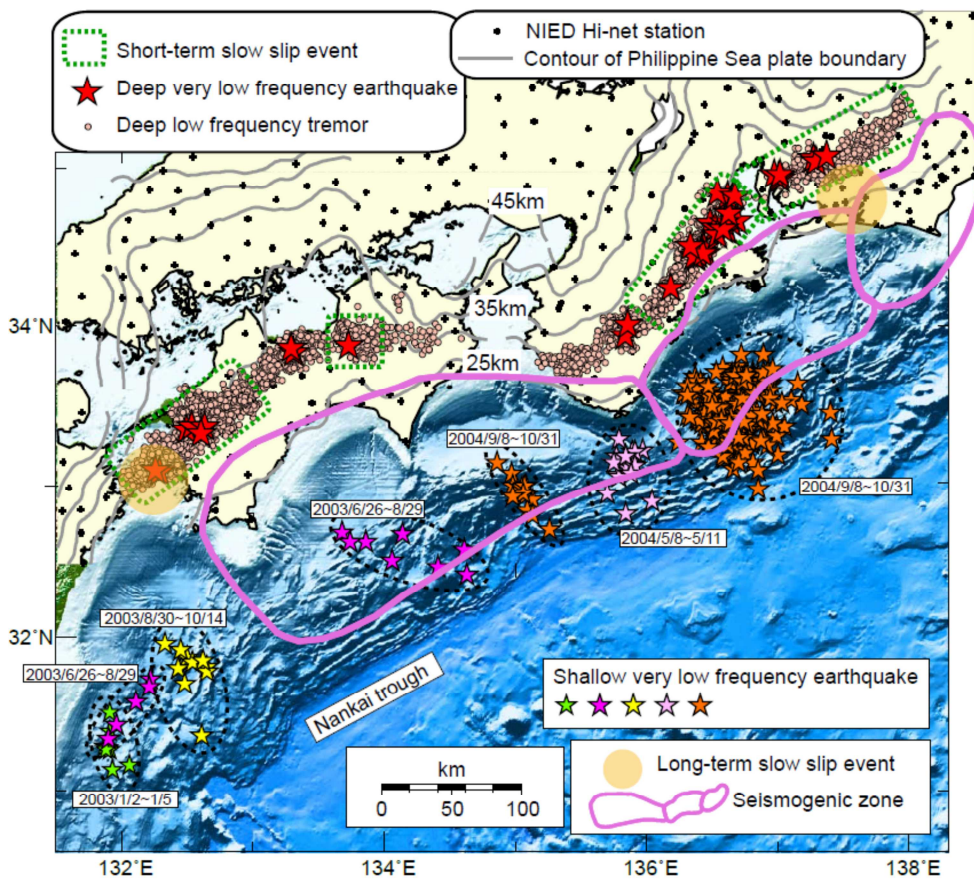 Short-term slow slip event
Deep very low frequency earthquake
Deep low frequency tremor
NIED Hi-net station
Contour of Philippine Sea plate boundary
45km
35km
25km
34°N
32°N
2004/9/8~10/31
2004/9/8~10/31
2003/6/26~8/29
2004/5/8~5/11
2003/8/30~10/14
2003/6/26~8/29
2003/1/2~1/5
Nankai trough
Shallow very low frequency earthquake
km
0 50 100
Long-term slow slip event
Seismogenic zone
132°E
134°E
136°E
138°E